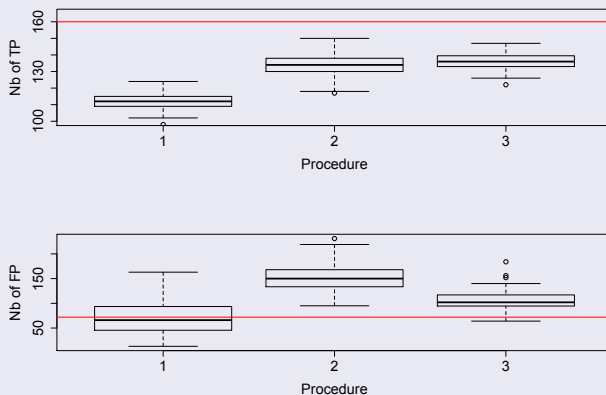 Nb of TP
160
130
100
1 2 3
Procedure
Nb of FP
150
50
1 2 3
Procedure